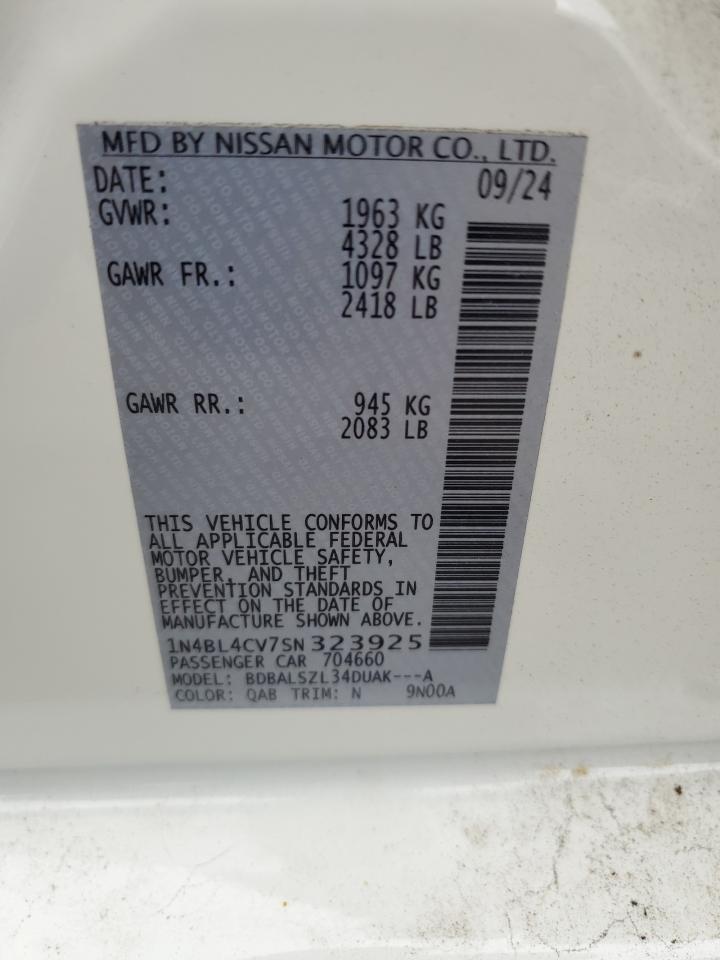 MFD BY NISSAN MOTOR CO., LTD.
DATE: 09/24
GVWR: 1963 KG
4328 LB
GAWR FR.: 1097 KG
2418 LB
GAWR RR.: 945 KG
2083 LB
THIS VEHICLE CONFORMS TO
ALL APPLICABLE FEDERAL
MOTOR VEHICLE SAFETY,
BUMPER, AND THEFT
PREVENTION STANDARDS IN
EFFECT ON THE DATE OF
MANUFACTURE SHOWN ABOVE.
1N4BL4CV7SN323925
PASSENGER CAR 704660
MODEL: BDBALSZL34DUAK---A
COLOR: QAB TRIM: N 9N00A